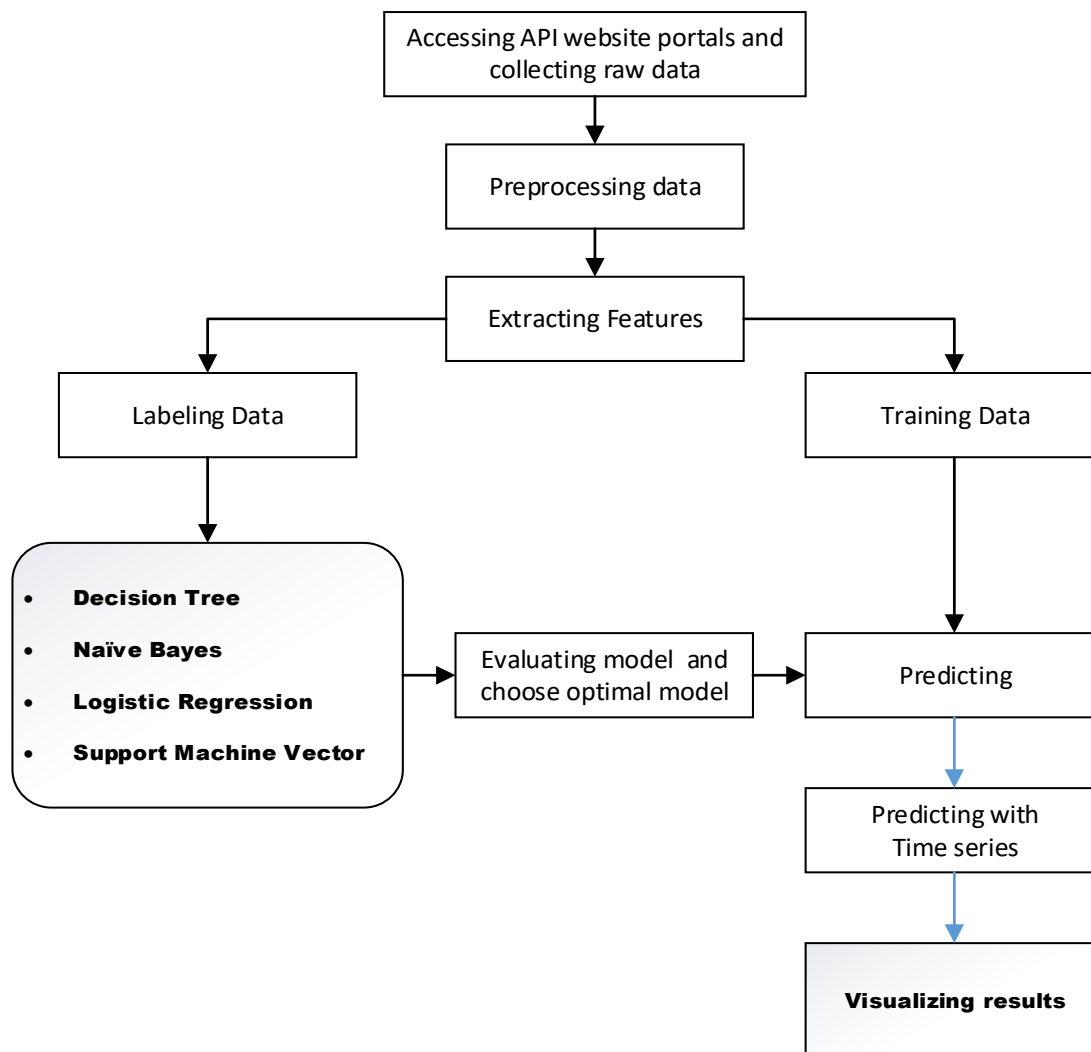 Accessing API website portals and
collecting raw data
Preprocessing data
Extracting Features
Labeling Data
Training Data
• Decision Tree
• Naïve Bayes
• Logistic Regression
• Support Machine Vector
Evaluating model and
choose optimal model
Predicting
Predicting with
Time series
Visualizing results